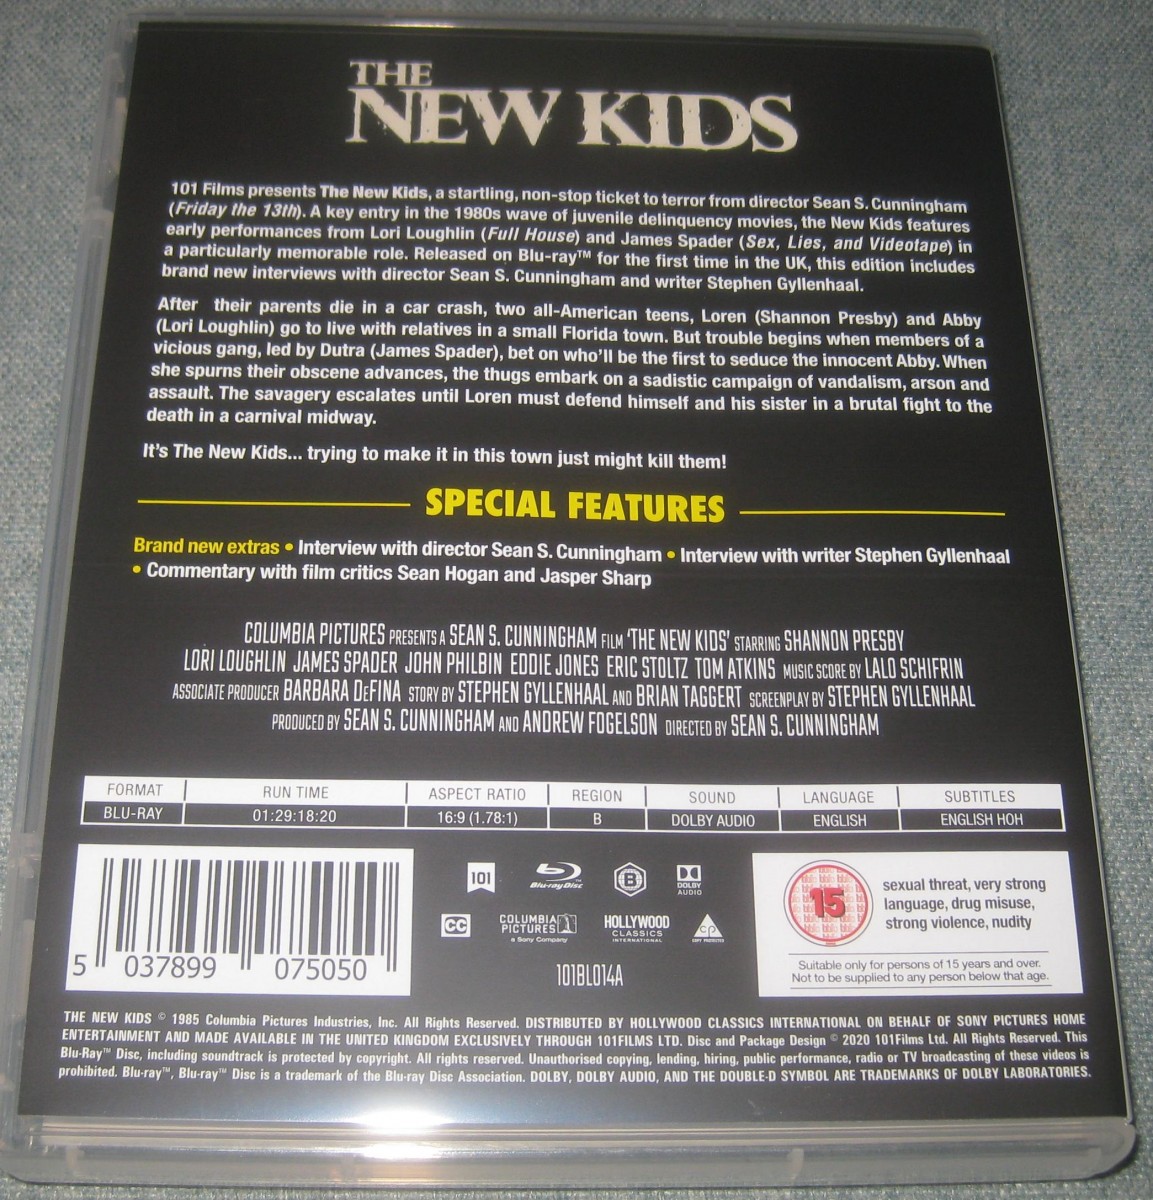 THE
NEW KIDS
101 Films presents The New Kids, a startling, non-stop ticket to terror from director Sean S. Cunningham
(Friday the 13th). A key entry in the 1980s wave of juvenile delinquency movies, the New Kids features
early performances from Lori Loughlin (Full House) and James Spader (Sex, Lies, and Videotape) in
a particularly memorable role. Released on Blu-ray™ for the first time in the UK, this edition includes
brand new interviews with director Sean S. Cunningham and writer Stephen Gyllenhaal.
After their parents die in a car crash, two all-American teens, Loren (Shannon Presby) and Abby
(Lori Loughlin) go to live with relatives in a small Florida town. But trouble begins when members of a
vicious gang, led by Dutra (James Spader), bet on who'll be the first to seduce the innocent Abby. When
she spurns their obscene advances, the thugs embark on a sadistic campaign of vandalism, arson and
assault. The savagery escalates until Loren must defend himself and his sister in a brutal fight to the
death in a carnival midway.
It's The New Kids... trying to make it in this town just might kill them!
SPECIAL FEATURES
Brand new extras • Interview with director Sean S. Cunningham • Interview with writer Stephen Gyllenhaal
• Commentary with film critics Sean Hogan and Jasper Sharp
COLUMBIA PICTURES PRESENTS A SEAN S. CUNNINGHAM FILM 'THE NEW KIDS' STARRING SHANNON PRESBY
LORI LOUGHLIN JAMES SPADER JOHN PHILBIN EDDIE JONES ERIC STOLTZ TOM ATKINS MUSIC SCORE BY LALO SCHIFRIN
ASSOCIATE PRODUCER BARBARA DeFINA STORY BY STEPHEN GYLLENHAAL AND BRIAN TAGGERT SCREENPLAY BY STEPHEN GYLLENHAAL
PRODUCED BY SEAN S. CUNNINGHAM AND ANDREW FOGELSON DIRECTED BY SEAN S. CUNNINGHAM
FORMAT RUN TIME ASPECT RATIO REGION SOUND LANGUAGE SUBTITLES
BLU-RAY 01:29:18:20 16:9 (1.78:1) B DOLBY AUDIO ENGLISH ENGLISH HOH
5 037899 075050
101
Blu-ray Disc
B
DOLBY
AUDIO
CC
COLUMBIA
PICTURES
a Sony Company
HOLLYWOOD
CLASSICS
INTERNATIONAL
CP
COPY PROTECTED
101BL014A
15
sexual threat, very strong
language, drug misuse,
strong violence, nudity
Suitable only for persons of 15 years and over.
Not to be supplied to any person below that age.
THE NEW KIDS © 1985 Columbia Pictures Industries, Inc. All Rights Reserved. DISTRIBUTED BY HOLLYWOOD CLASSICS INTERNATIONAL ON BEHALF OF SONY PICTURES HOME
ENTERTAINMENT AND MADE AVAILABLE IN THE UNITED KINGDOM EXCLUSIVELY THROUGH 101FILMS LTD. Disc and Package Design © 2020 101Films Ltd. All Rights Reserved. This
Blu-Ray™ Disc, including soundtrack is protected by copyright. All rights reserved. Unauthorised copying, lending, hiring, public performance, radio or TV broadcasting of these videos is
prohibited. Blu-ray™, Blu-ray™ Disc is a trademark of the Blu-ray Disc Association. DOLBY, DOLBY AUDIO, AND THE DOUBLE-D SYMBOL ARE TRADEMARKS OF DOLBY LABORATORIES.